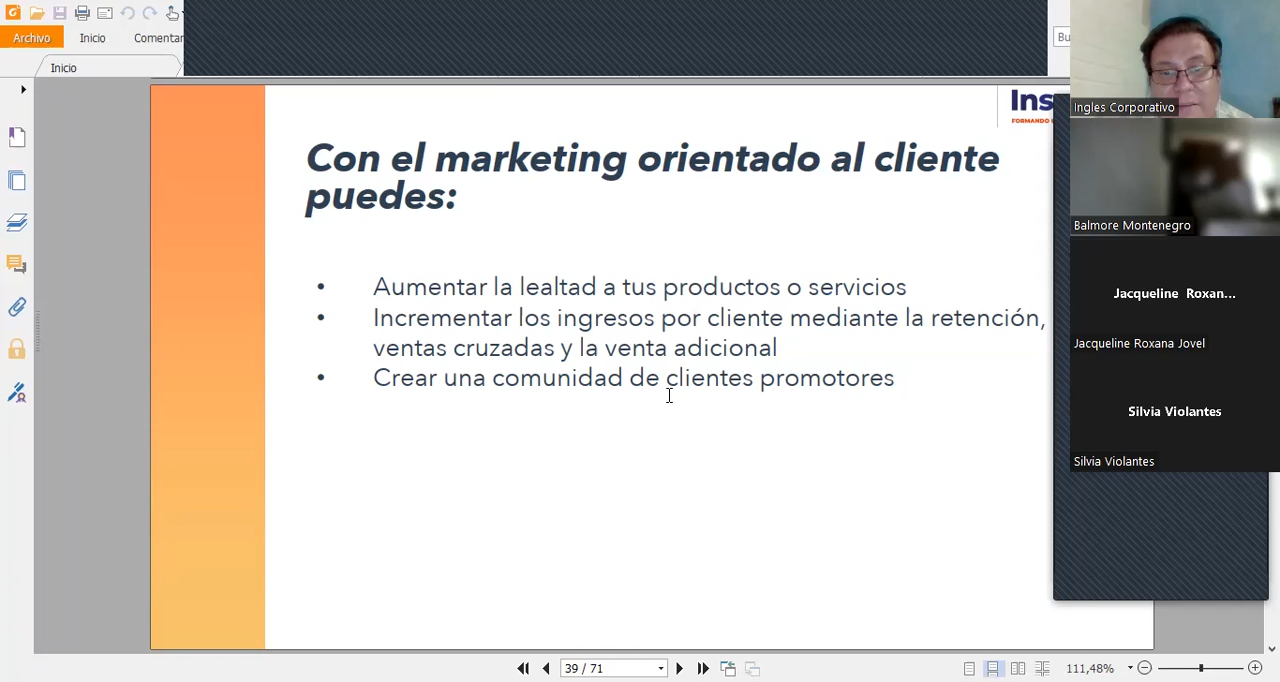 Archivo
Inicio
Comentar
Bu
Inicio
Ins
FORMANDO
Con el marketing orientado al cliente
puedes:
• Aumentar la lealtad a tus productos o servicios
• Incrementar los ingresos por cliente mediante la retención,
ventas cruzadas y la venta adicional
• Crear una comunidad de clientes promotores
Ingles Corporativo
Balmore Montenegro
Jacqueline Roxan...
Jacqueline Roxana Jovel
Silvia Violantes
Silvia Violantes
39 / 71
111,48%